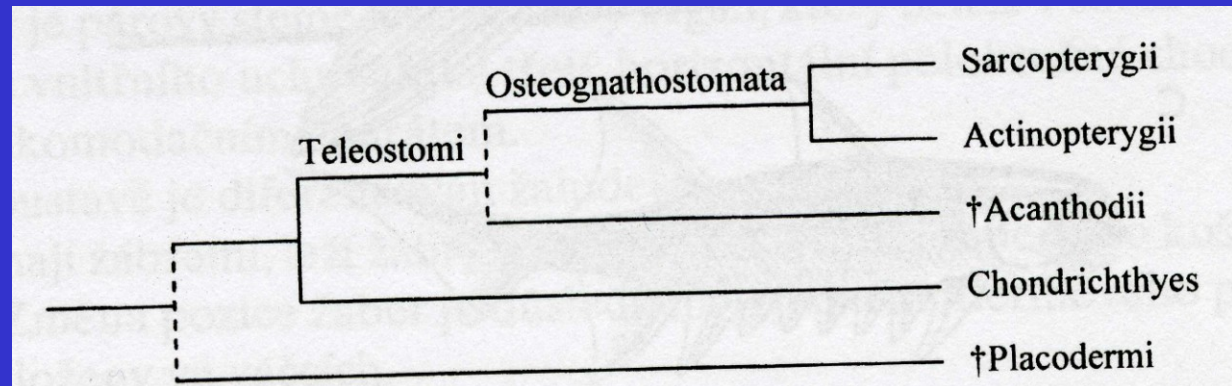 Sarcopterygii
Osteognathostomata
Actinopterygii
Teleostomi
†Acanthodii
Chondrichthyes
†Placodermi